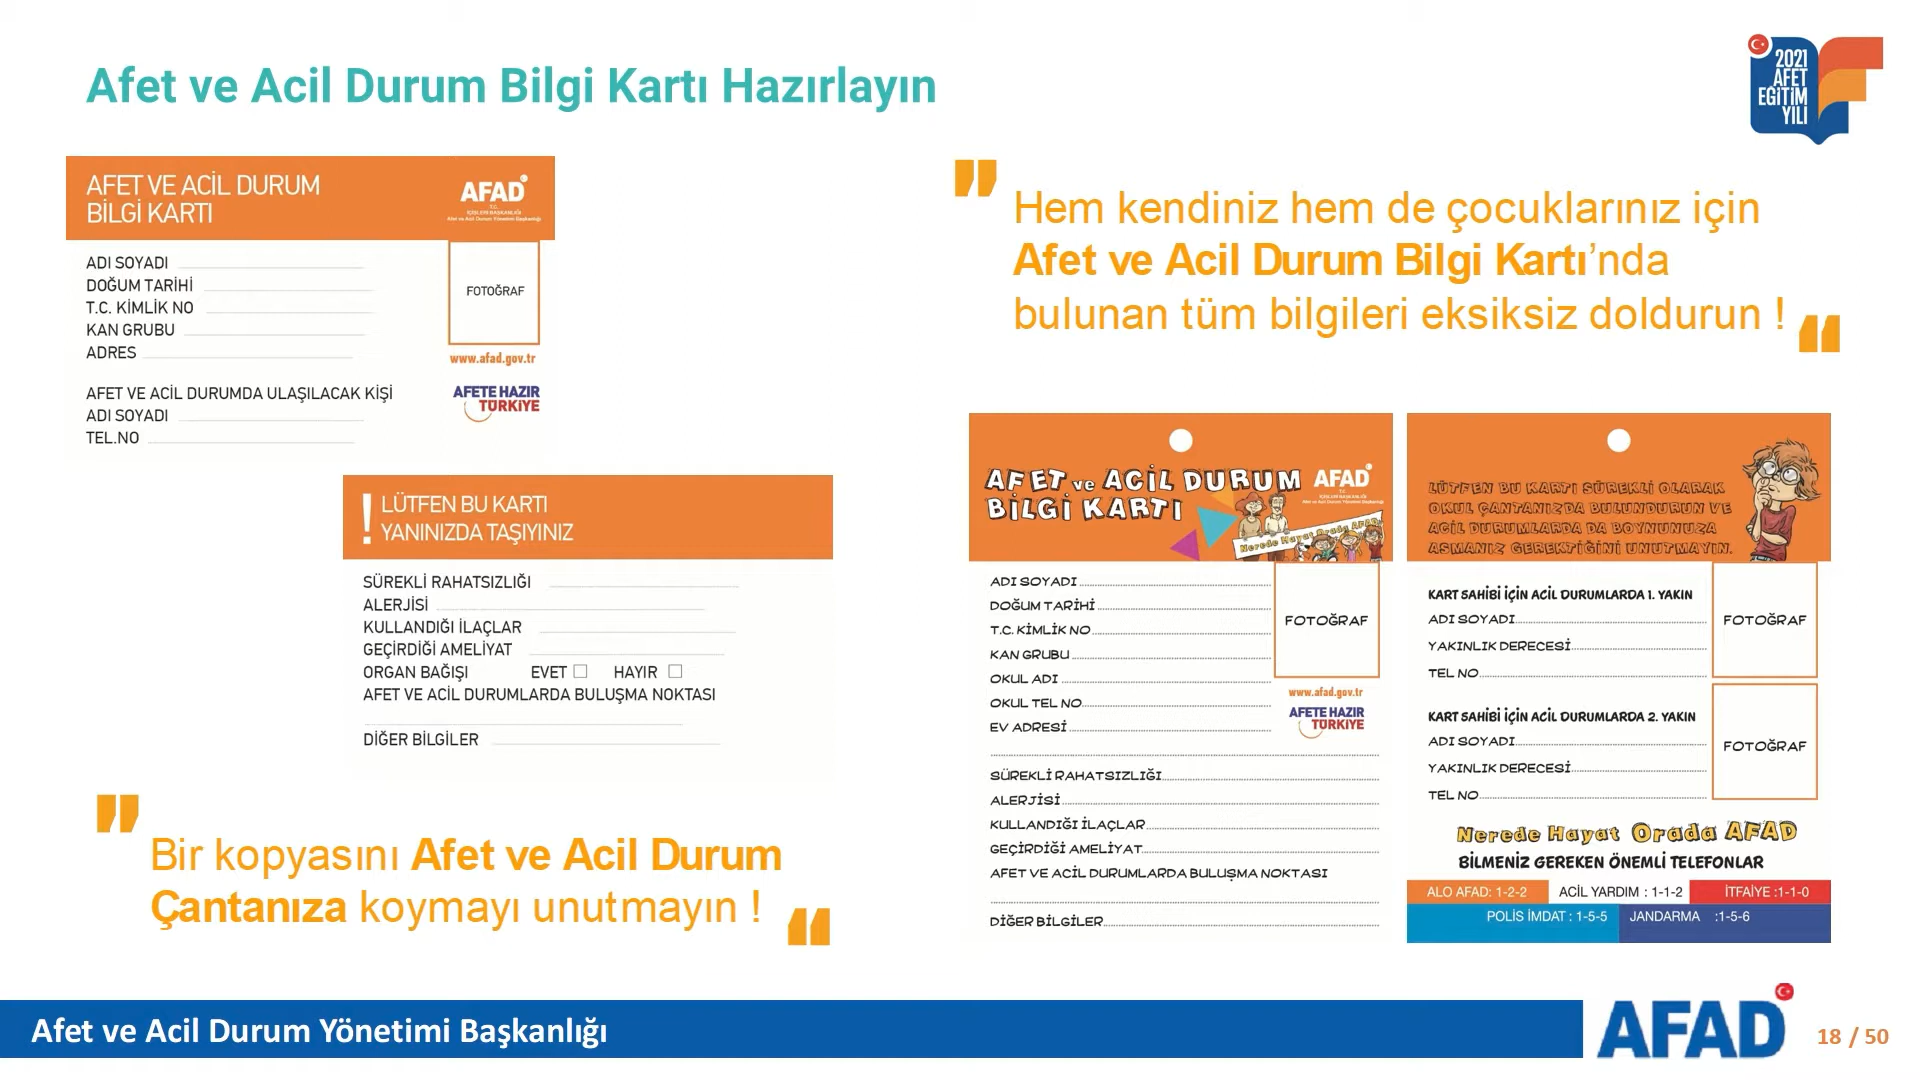 Afet ve Acil Durum Bilgi Kartı Hazırlayın
2021
AFET
EĞİTİM
YILI
AFET VE ACİL DURUM
BİLGİ KARTI
AFAD
T.C.
İÇİŞLERİ BAKANLIĞI
Afet ve Acil Durum Yönetimi Başkanlığı
ADI SOYADI
DOĞUM TARİHİ
T.C. KİMLİK NO
KAN GRUBU
ADRES
FOTOĞRAF
www.afad.gov.tr
AFETE HAZIR
TÜRKİYE
AFET VE ACİL DURUMDA ULAŞILACAK KİŞİ
ADI SOYADI
TEL.NO
! LÜTFEN BU KARTI
YANINIZDA TAŞIYINIZ
SÜREKLİ RAHATSIZLIĞI
ALERJİSİ
KULLANDIĞI İLAÇLAR
GEÇİRDİĞİ AMELİYAT
ORGAN BAĞIŞI EVET HAYIR
AFET VE ACİL DURUMLARDA BULUŞMA NOKTASI
DİĞER BİLGİLER
Bir kopyasını Afet ve Acil Durum
Çantanıza koymayı unutmayın !
Hem kendiniz hem de çocuklarınız için
Afet ve Acil Durum Bilgi Kartı’nda
bulunan tüm bilgileri eksiksiz doldurun !
AFET ve ACİL DURUM
BİLGİ KARTI
AFAD
Nerede Hayat Orada AFAD
ADI SOYADI
DOĞUM TARİHİ
T.C. KİMLİK NO
KAN GRUBU
OKUL ADI
OKUL TEL NO
EV ADRESİ
FOTOĞRAF
www.afad.gov.tr
AFETE HAZIR
TÜRKİYE
SÜREKLİ RAHATSIZLIĞI
ALERJİSİ
KULLANDIĞI İLAÇLAR
GEÇİRDİĞİ AMELİYAT
AFET VE ACİL DURUMLARDA BULUŞMA NOKTASI
DİĞER BİLGİLER
LÜTFEN BU KARTI SÜREKLİ OLARAK
OKUL ÇANTANIZDA BULUNDURUN VE
ACİL DURUMLARDA DA BOYNUNUZA
ASMANIZ GEREKTİĞİNİ UNUTMAYIN.
KART SAHİBİ İÇİN ACİL DURUMLARDA 1. YAKIN
ADI SOYADI
YAKINLIK DERECESİ
TEL NO
FOTOĞRAF
KART SAHİBİ İÇİN ACİL DURUMLARDA 2. YAKIN
ADI SOYADI
YAKINLIK DERECESİ
TEL NO
FOTOĞRAF
Nerede Hayat Orada AFAD
BİLMENİZ GEREKEN ÖNEMLİ TELEFONLAR
ALO AFAD: 1-2-2 ACİL YARDIM : 1-1-2 İTFAİYE :1-1-0
POLİS İMDAT : 1-5-5 JANDARMA :1-5-6
Afet ve Acil Durum Yönetimi Başkanlığı
AFAD
18 / 50